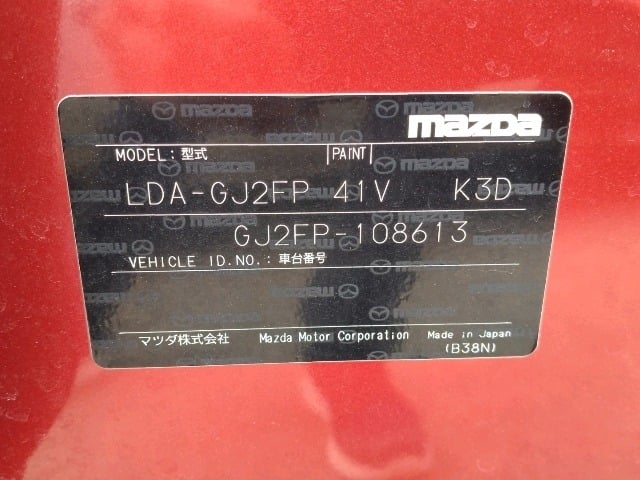 mazda
MODEL: 型式 PAINT
LDA-GJ2FP 41V K3D
GJ2FP-108613
VEHICLE ID.NO.: 車台番号
マツダ株式会社 Mazda Motor Corporation Made in Japan
(B38N)